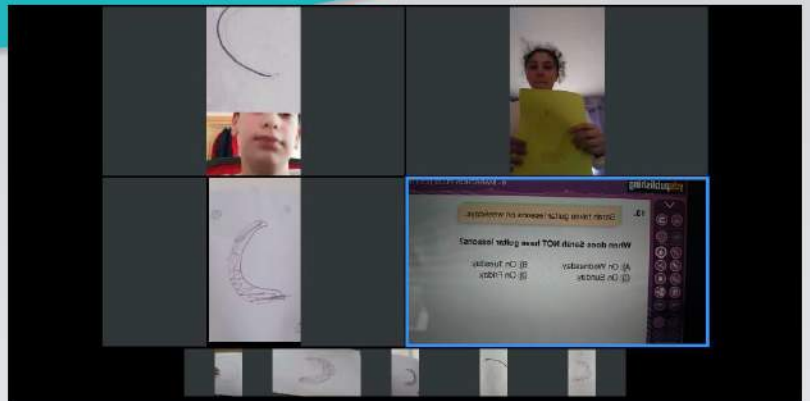 ydspublishing
13.
Sarah takes guitar lessons on weekdays.
When does Sarah NOT have guitar lessons?
A) On Wednesday
B) On Tuesday
C) On Sunday
D) On Friday